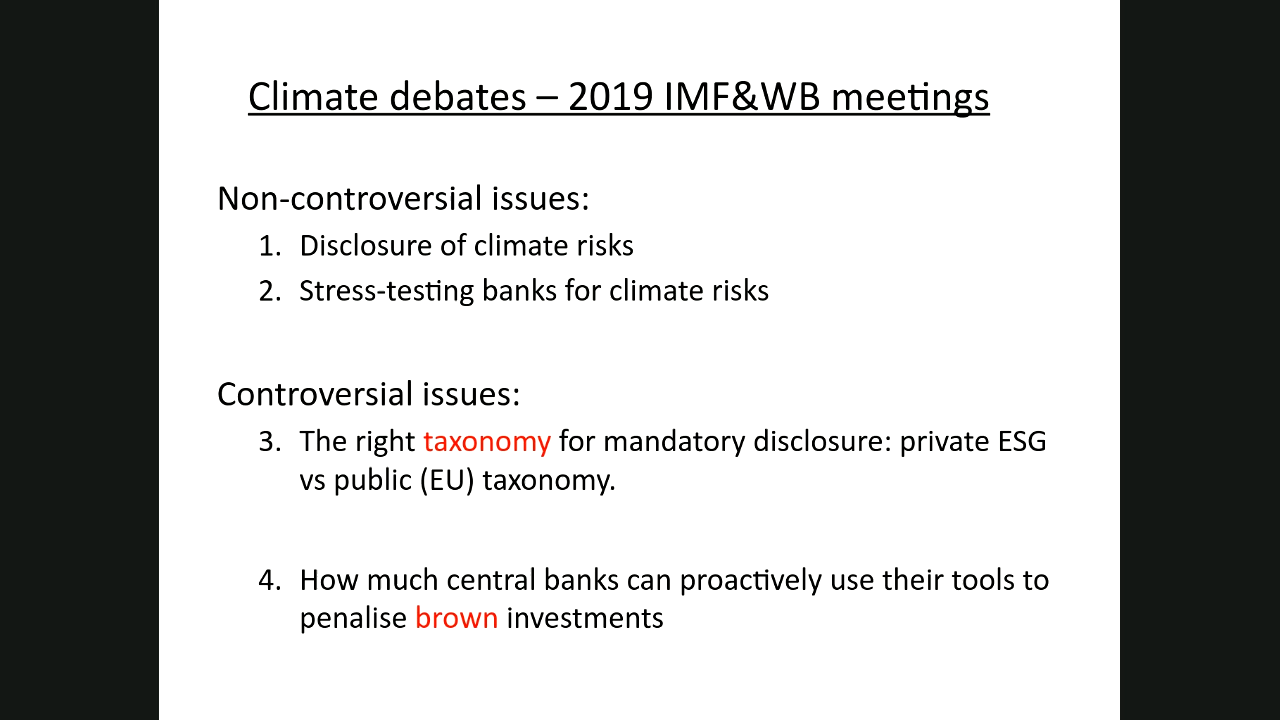 Climate debates – 2019 IMF&WB meetings
Non-controversial issues:
1. Disclosure of climate risks
2. Stress-testing banks for climate risks
Controversial issues:
3. The right taxonomy for mandatory disclosure: private ESG
vs public (EU) taxonomy.
4. How much central banks can proactively use their tools to
penalise brown investments